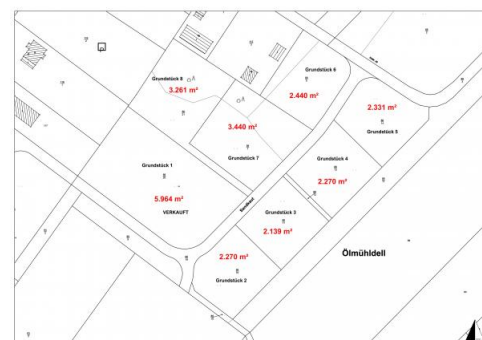 Grundstück 8
3.261 m²
Grundstück 6
2.440 m²
2.331 m²
Grundstück 5
3.440 m²
Grundstück 7
Grundstück 1
5.964 m²
VERKAUFT
Grundstück 4
2.270 m²
Grundstück 3
2.139 m²
2.270 m²
Grundstück 2
Ölmühldell